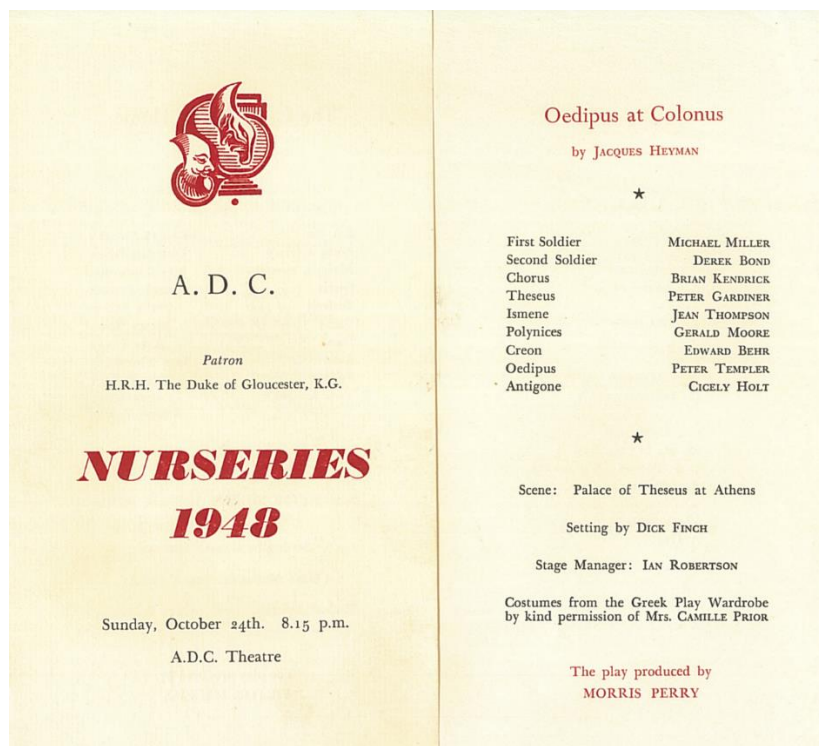 A. D. C.
Patron
H.R.H. The Duke of Gloucester, K.G.
NURSERIES
1948
Sunday, October 24th. 8.15 p.m.
A.D.C. Theatre
Oedipus at Colonus
by JACQUES HEYMAN
First Soldier MICHAEL MILLER
Second Soldier DEREK BOND
Chorus BRIAN KENDRICK
Theseus PETER GARDINER
Ismene JEAN THOMPSON
Polynices GERALD MOORE
Creon EDWARD BEHR
Oedipus PETER TEMPLER
Antigone CICELY HOLT
Scene: Palace of Theseus at Athens
Setting by DICK FINCH
Stage Manager: IAN ROBERTSON
Costumes from the Greek Play Wardrobe
by kind permission of Mrs. CAMILLE PRIOR
The play produced by
MORRIS PERRY